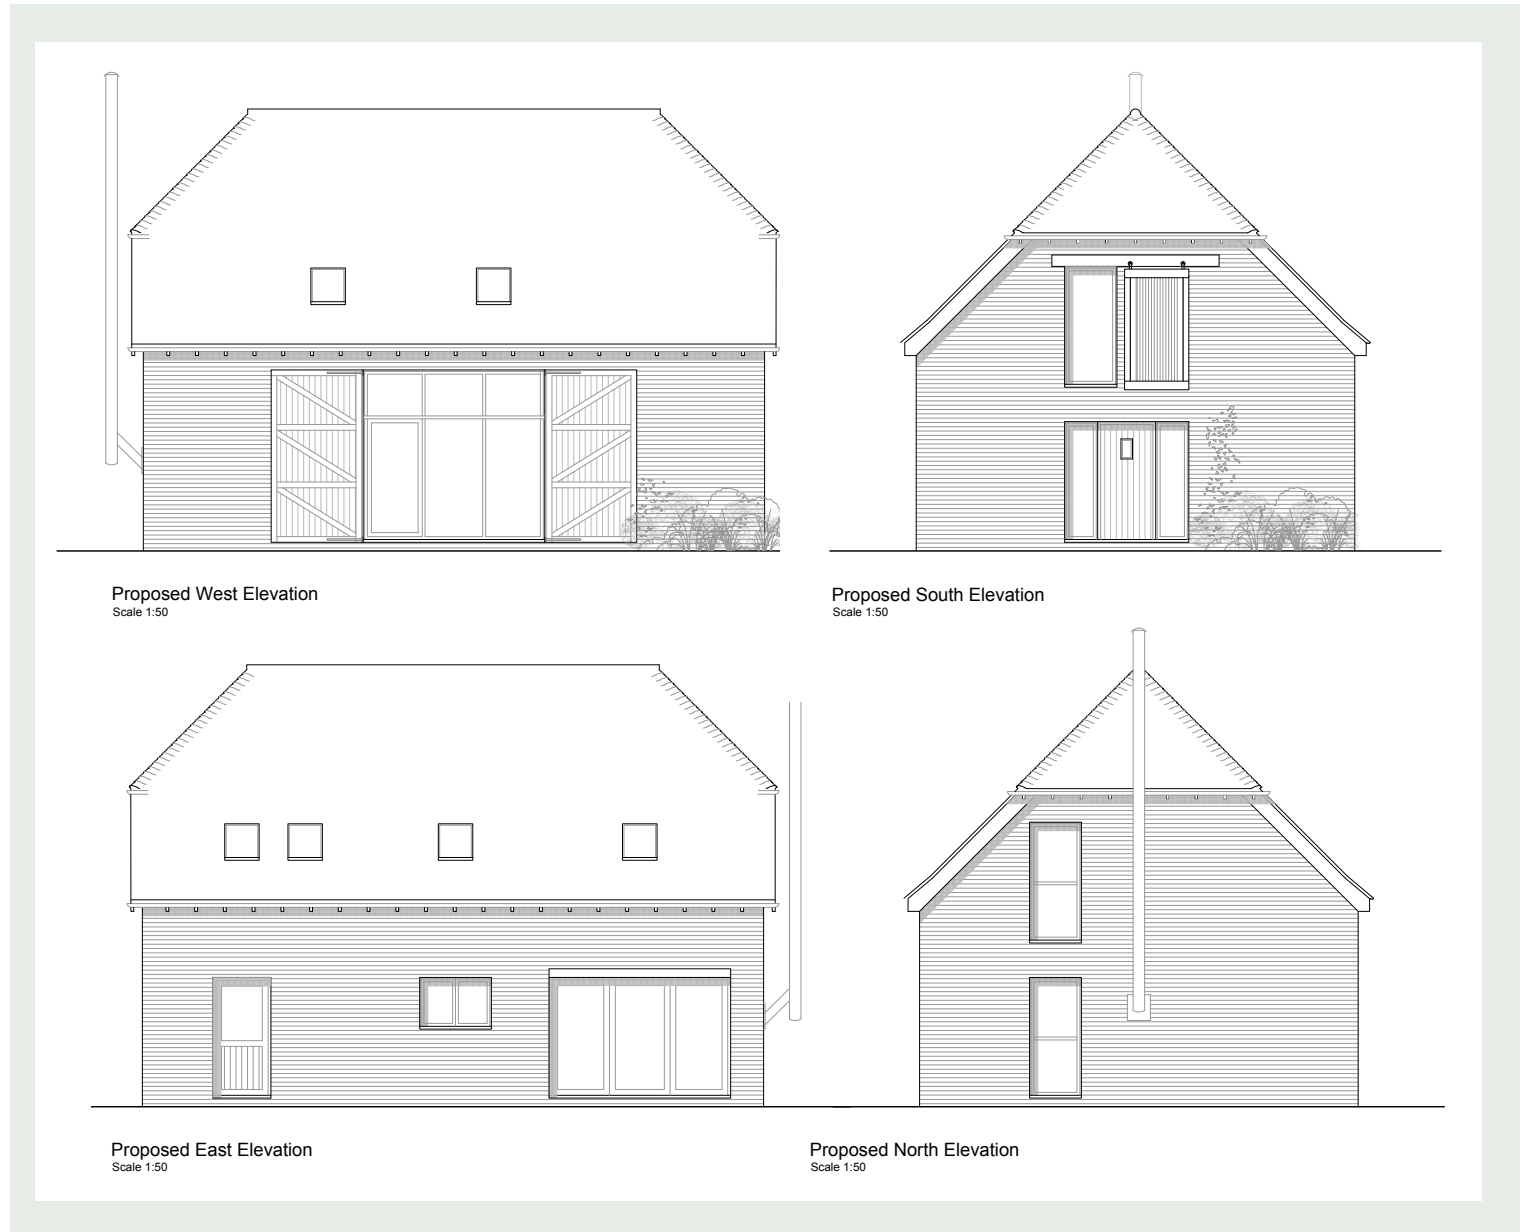 Proposed West Elevation
Scale 1:50
Proposed South Elevation
Scale 1:50
Proposed East Elevation
Scale 1:50
Proposed North Elevation
Scale 1:50